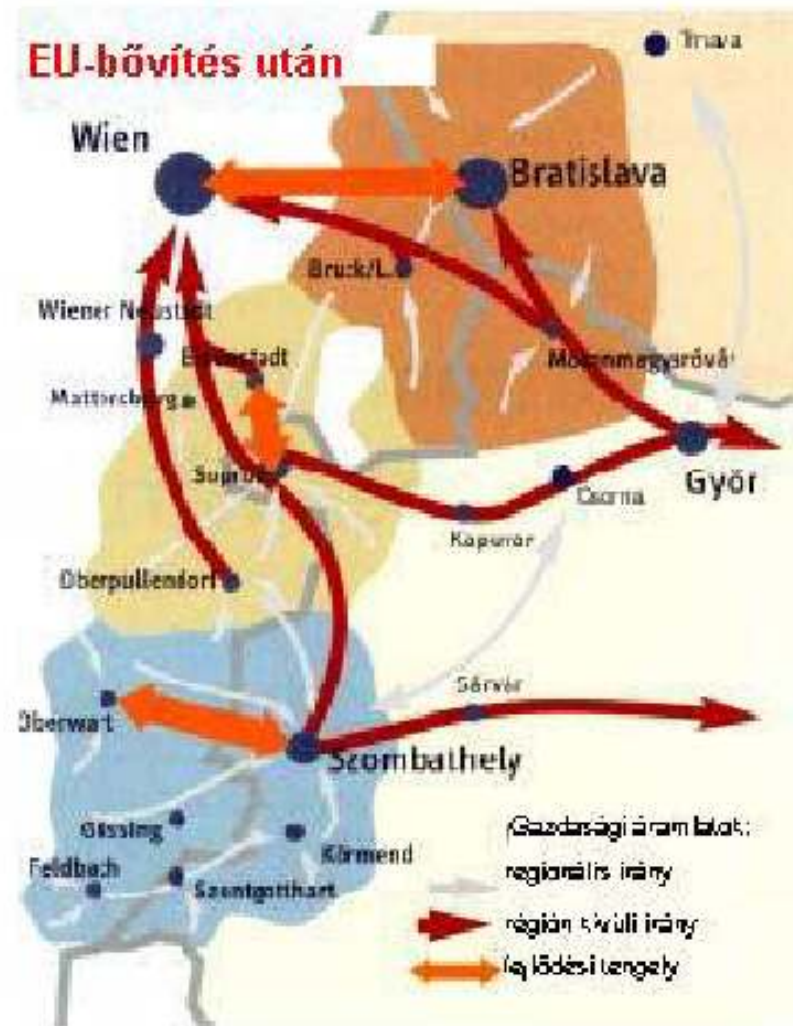 EU-bővítés után
Trnava
Wien
Bratislava
Bruck/L.
Wiener Neustadt
Eisenstadt
Mosonmagyaróvár
Mattersburg
Sopron
Győr
Csorna
Kapuvár
Oberpullendorf
Sárvár
Oberwart
Szombathely
Güssing
Körmend
Feldbach
Szentgotthart
Gazdasági áramlatok:
regionális irány
régión kívüli irány
fejlődési tengely